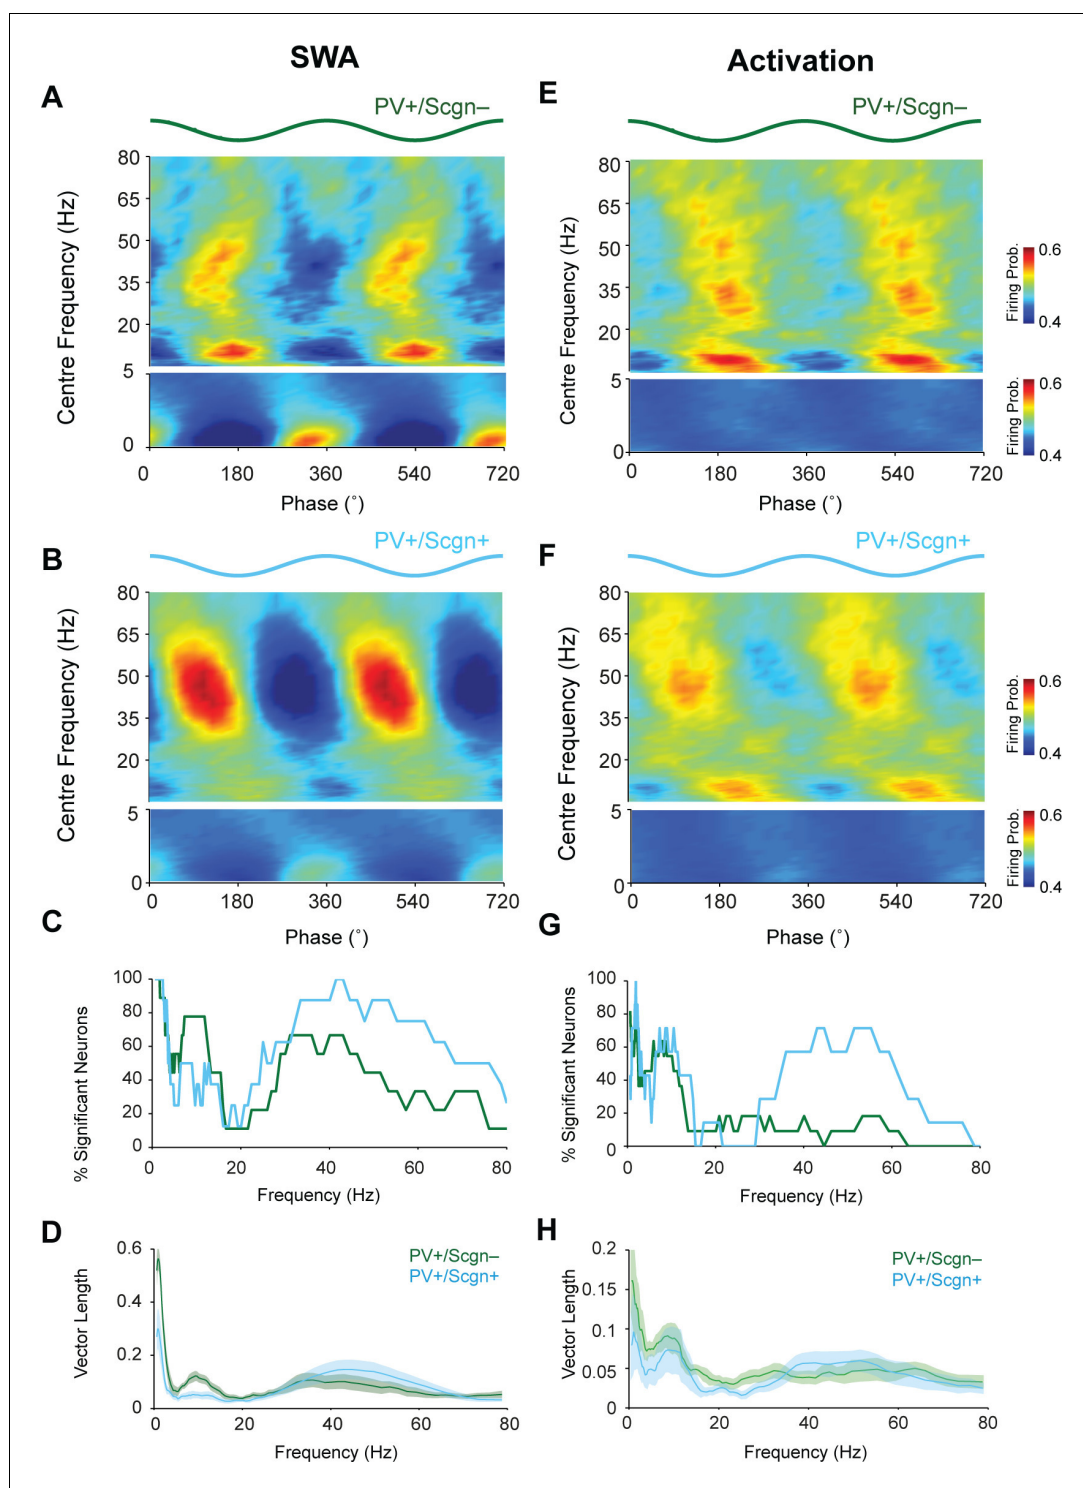 SWA
Activation
A
PV+/Scgn–
80
65
50
35
20
5
0
Centre Frequency (Hz)
0 180 360 540 720
Phase (°)
E
PV+/Scgn–
80
65
50
35
20
5
0
Centre Frequency (Hz)
0 180 360 540 720
Phase (°)
Firing Prob.
0.6
0.4
Firing Prob.
0.6
0.4
B
PV+/Scgn+
80
65
50
35
20
5
0
Centre Frequency (Hz)
0 180 360 540 720
Phase (°)
F
PV+/Scgn+
80
65
50
35
20
5
0
Centre Frequency (Hz)
0 180 360 540 720
Phase (°)
Firing Prob.
0.6
0.4
Firing Prob.
0.6
0.4
C
% Significant Neurons
100
80
60
40
20
0
0 20 40 60 80
Frequency (Hz)
G
% Significant Neurons
100
80
60
40
20
0
0 20 40 60 80
Frequency (Hz)
D
Vector Length
0.6
0.4
0.2
0
PV+/Scgn–
PV+/Scgn+
0 20 40 60 80
Frequency (Hz)
H
Vector Length
0.2
0.15
0.1
0.05
0
PV+/Scgn–
PV+/Scgn+
0 20 40 60 80
Frequency (Hz)